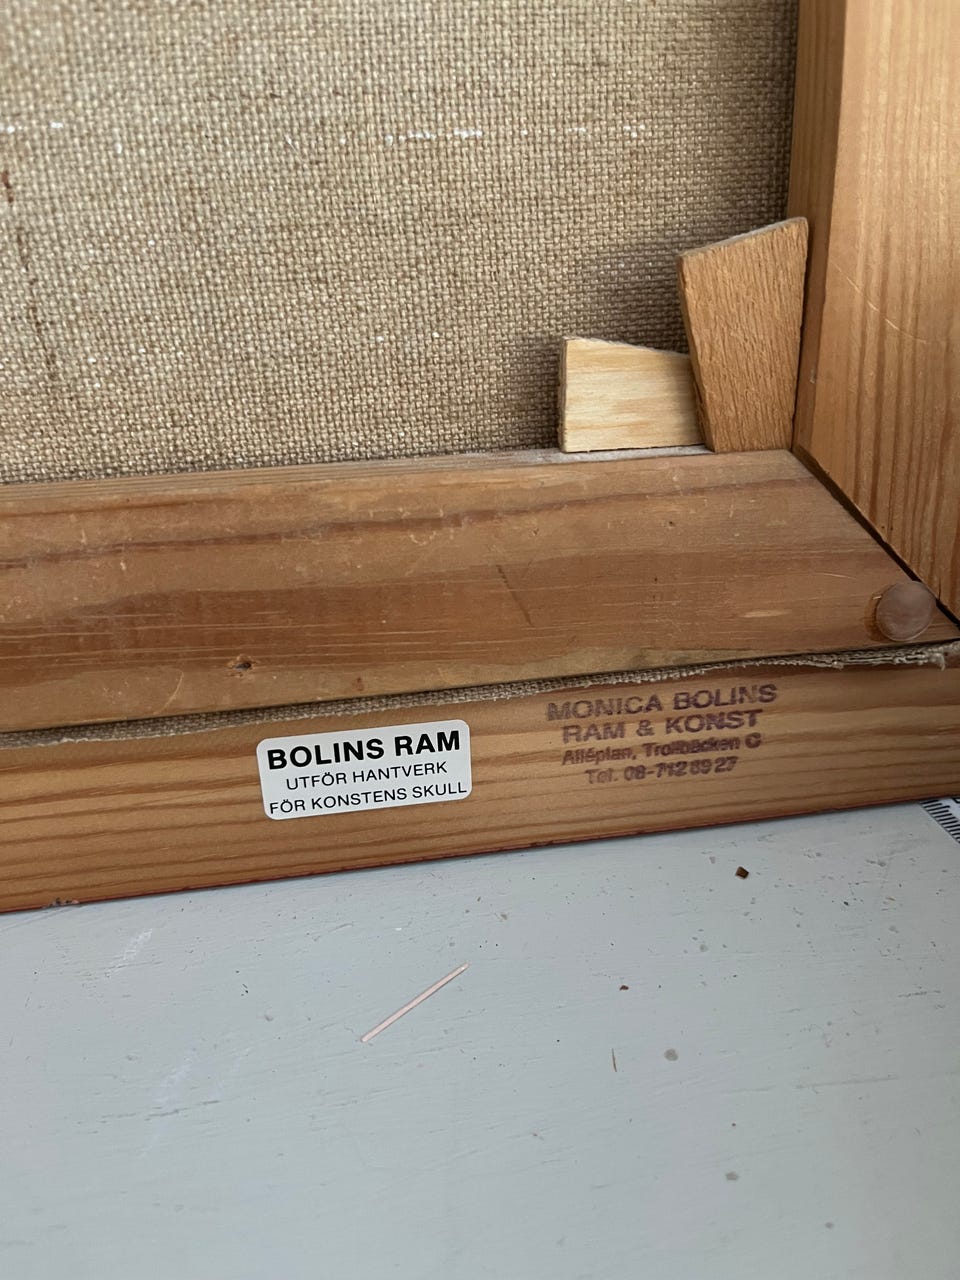 BOLINS RAM
UTFÖR HANTVERK
FÖR KONSTENS SKULL
MONICA BOLINS
RAM & KONST
Alléplan, Trollbäcken C
Tel. 08-712 89 27